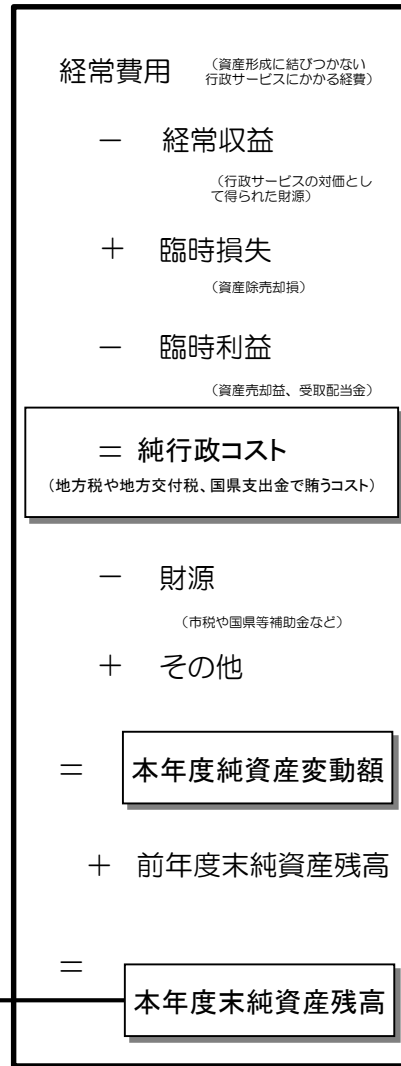 経常費用 （資産形成に結びつかない
行政サービスにかかる経費）
－ 経常収益
（行政サービスの対価とし
て得られた財源）
＋ 臨時損失
（資産除売却損）
－ 臨時利益
（資産売却益、受取配当金）
＝ 純行政コスト
（地方税や地方交付税、国県支出金で賄うコスト）
－ 財源
（市税や国県等補助金など）
＋ その他
＝ 本年度純資産変動額
＋ 前年度末純資産残高
＝
本年度末純資産残高